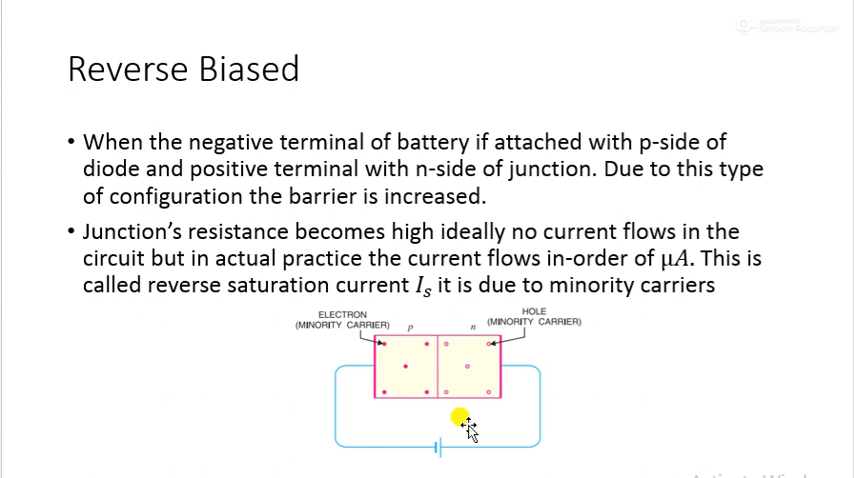 Reverse Biased
• When the negative terminal of battery if attached with p-side of
diode and positive terminal with n-side of junction. Due to this type
of configuration the barrier is increased.
• Junction's resistance becomes high ideally no current flows in the
circuit but in actual practice the current flows in-order of μA. This is
called reverse saturation current Iₛ it is due to minority carriers
ELECTRON
(MINORITY CARRIER)
p
n
HOLE
(MINORITY CARRIER)